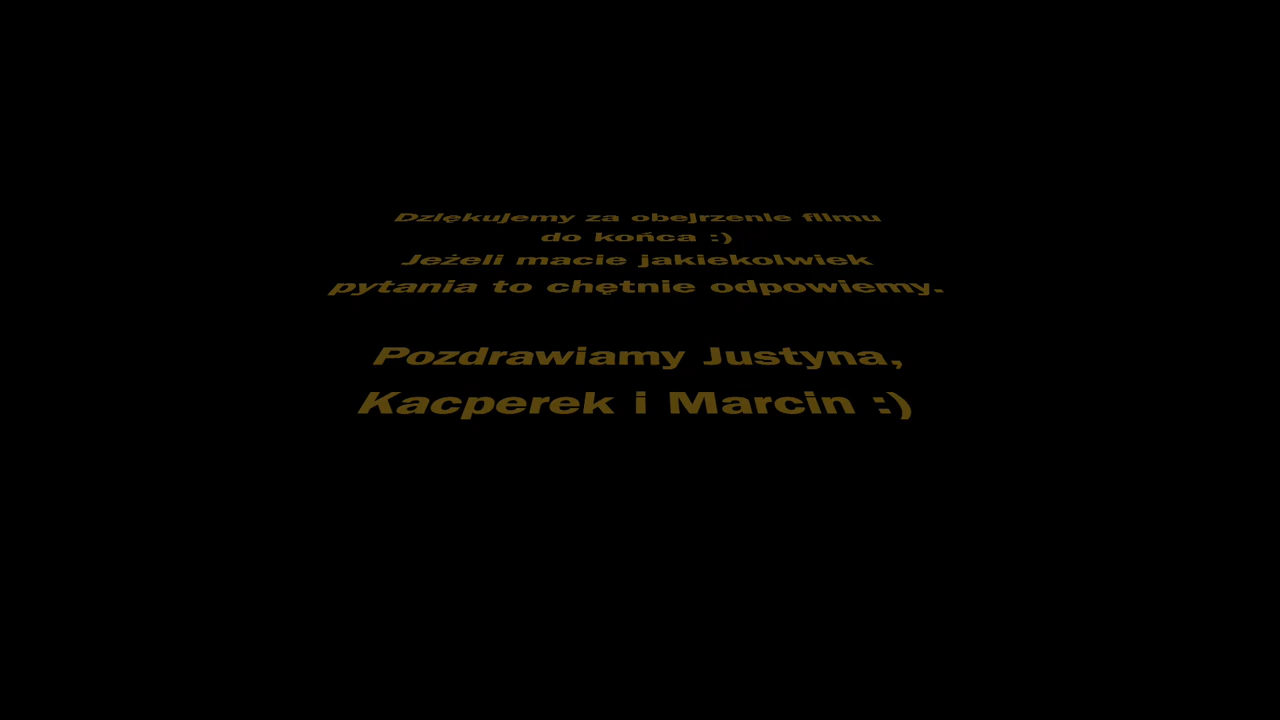 Dziękujemy za obejrzenie filmu
do końca :)
Jeżeli macie jakiekolwiek
pytania to chętnie odpowiemy.
Pozdrawiamy Justyna,
Kacperek i Marcin :)